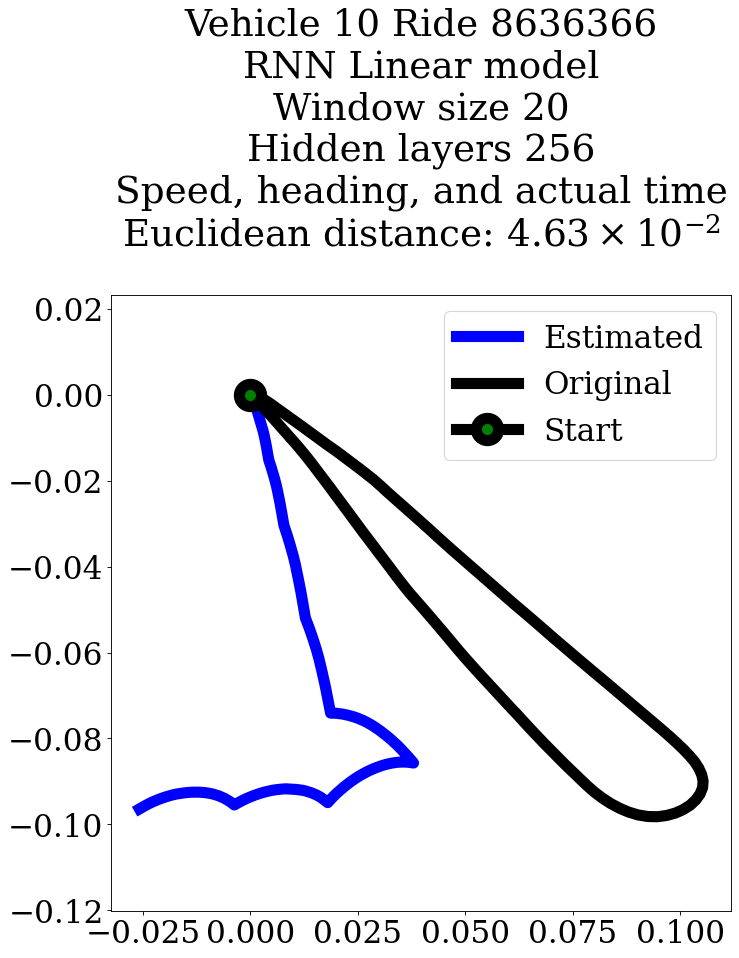 Vehicle 10 Ride 8636366
RNN Linear model
Window size 20
Hidden layers 256
Speed, heading, and actual time
Euclidean distance: 4.63 × 10⁻²
Estimated
Original
Start
0.02
0.00
−0.02
−0.04
−0.06
−0.08
−0.10
−0.12
−0.025 0.000 0.025 0.050 0.075 0.100